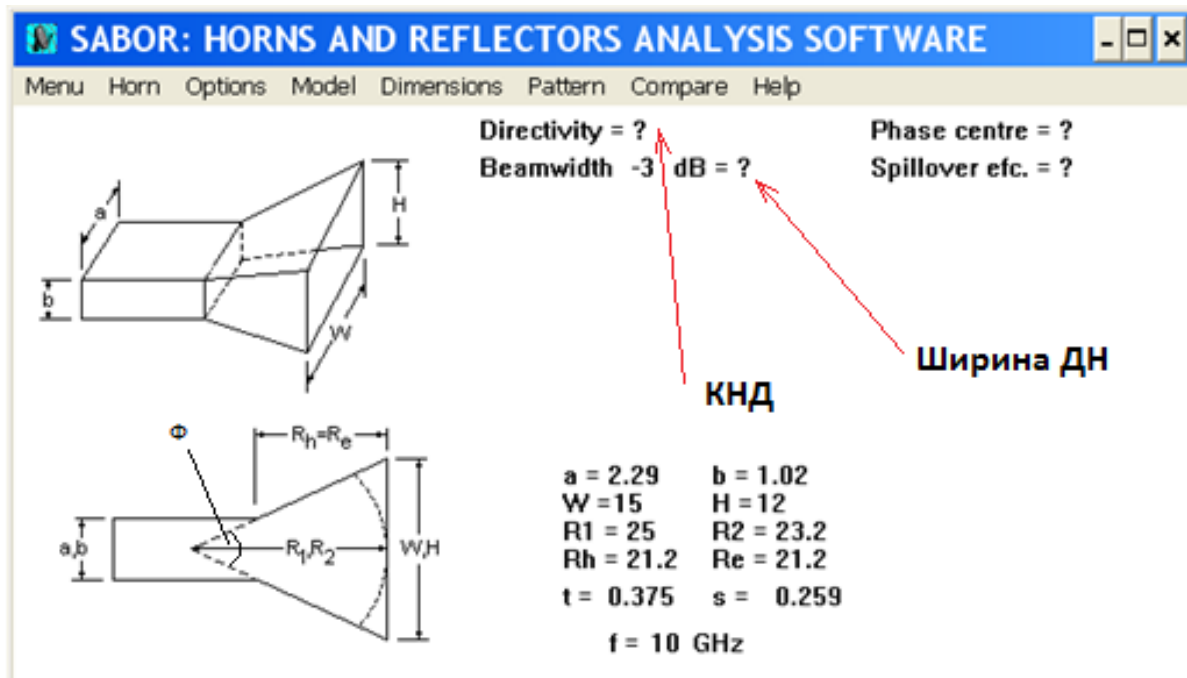 SABOR: HORNS AND REFLECTORS ANALYSIS SOFTWARE
Menu Horn Options Model Dimensions Pattern Compare Help
Directivity = ? Phase centre = ?
Beamwidth -3 dB = ? Spillover efc. = ?
a
H
b
W
Ширина ДН
КНД
Ф
Rh=Re
a,b
R1,R2
W,H
a = 2.29 b = 1.02
W =15 H = 12
R1 = 25 R2 = 23.2
Rh = 21.2 Re = 21.2
t = 0.375 s = 0.259
f = 10 GHz